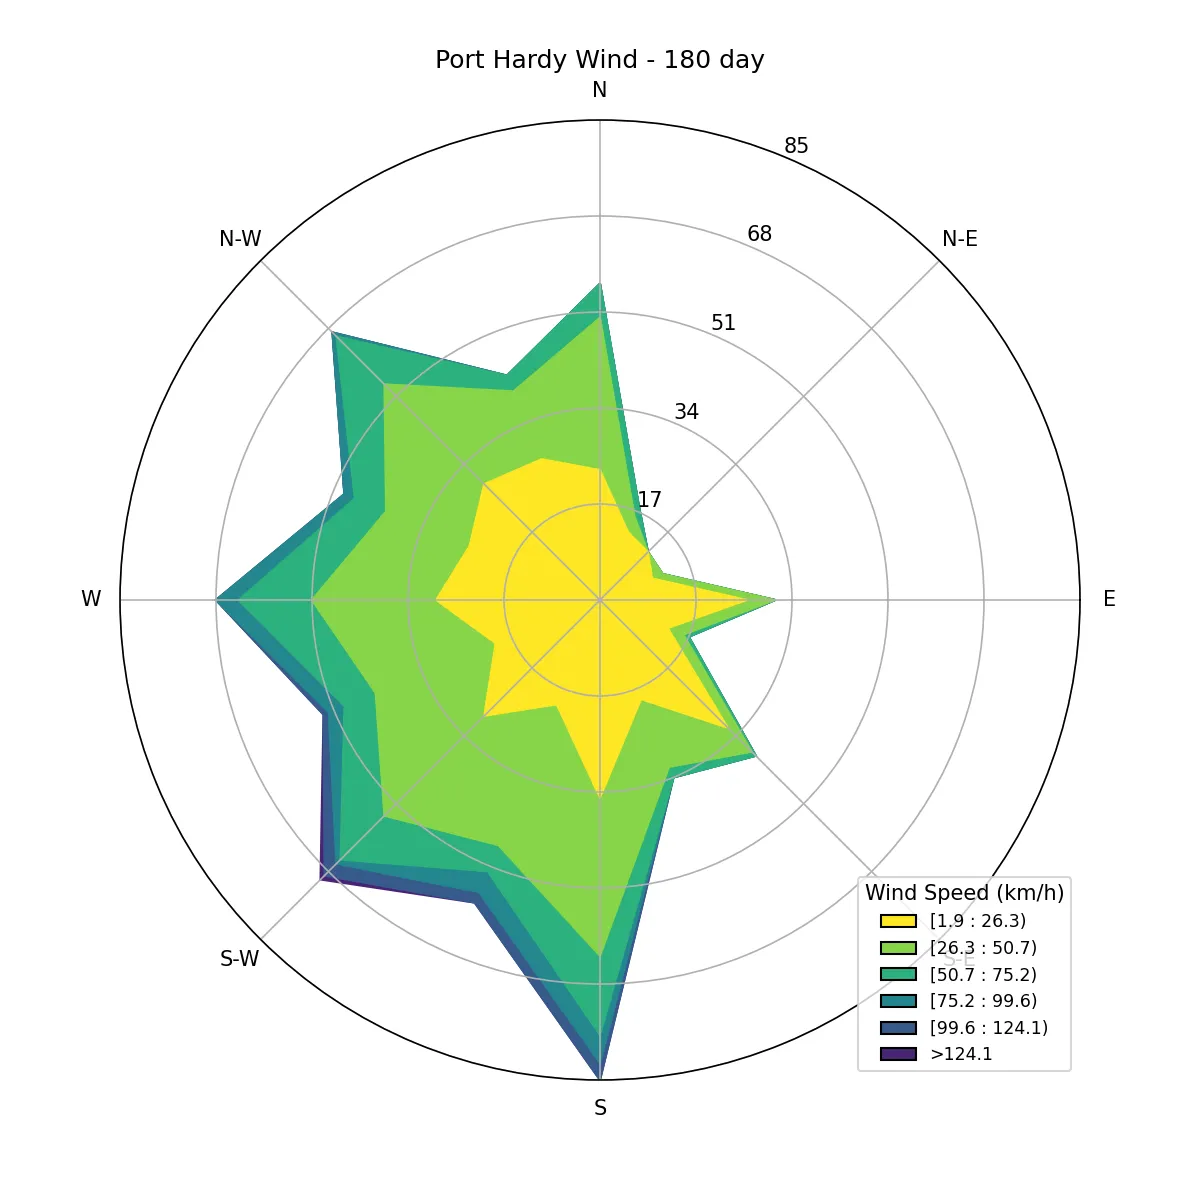 Port Hardy Wind - 180 day
N
85
N-W
68
N-E
51
34
17
W
E
S-W
S-E
Wind Speed (km/h)
[1.9 : 26.3)
[26.3 : 50.7)
[50.7 : 75.2)
[75.2 : 99.6)
[99.6 : 124.1)
>124.1
S